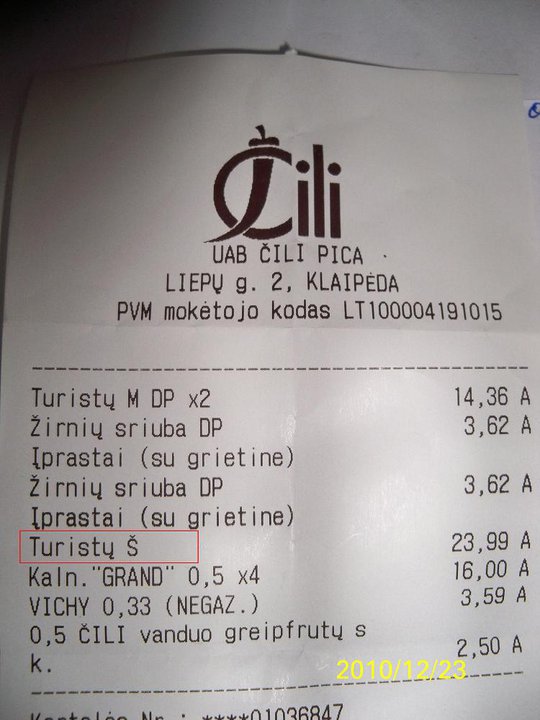 Čili
UAB ČILI PICA
LIEPŲ g. 2, KLAIPĖDA
PVM mokėtojo kodas LT100004191015
Turistų M DP x2 14,36 A
Žirnių sriuba DP 3,62 A
Įprastai (su grietine)
Žirnių sriuba DP 3,62 A
Įprastai (su grietine)
Turistų Š 23,99 A
Kaln."GRAND" 0,5 x4 16,00 A
VICHY 0,33 (NEGAZ.) 3,59 A
0,5 ČILI vanduo greipfrutų s
k. 2,50 A
2010/12/23
Nr.: ****01036847